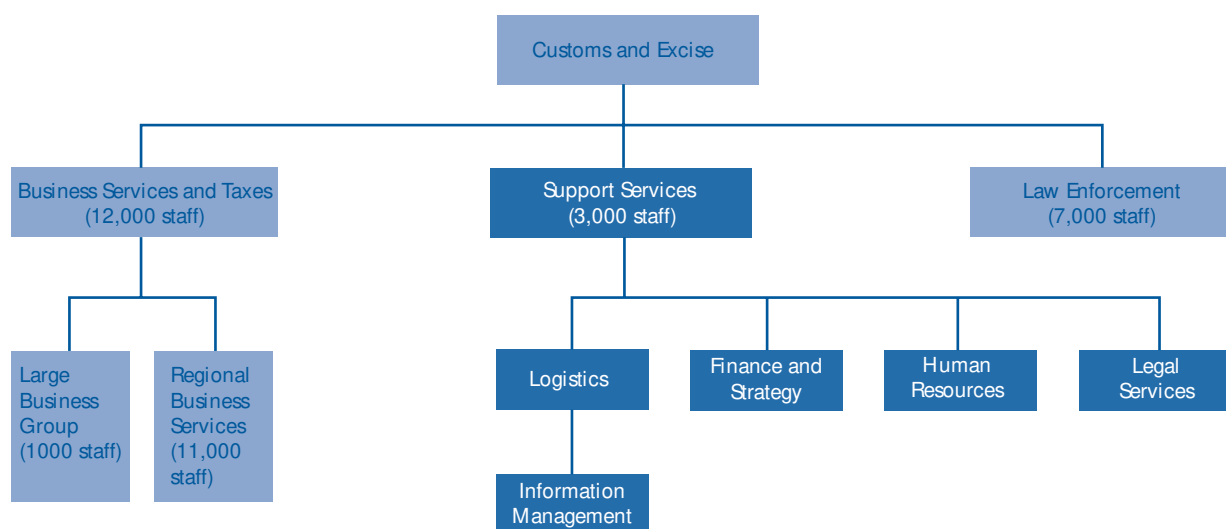 Customs and Excise
Business Services and Taxes
(12,000 staff)
Support Services
(3,000 staff)
Law Enforcement
(7,000 staff)
Large
Business
Group
(1000 staff)
Regional
Business
Services
(11,000
staff)
Logistics
Finance and
Strategy
Human
Resources
Legal
Services
Information
Management